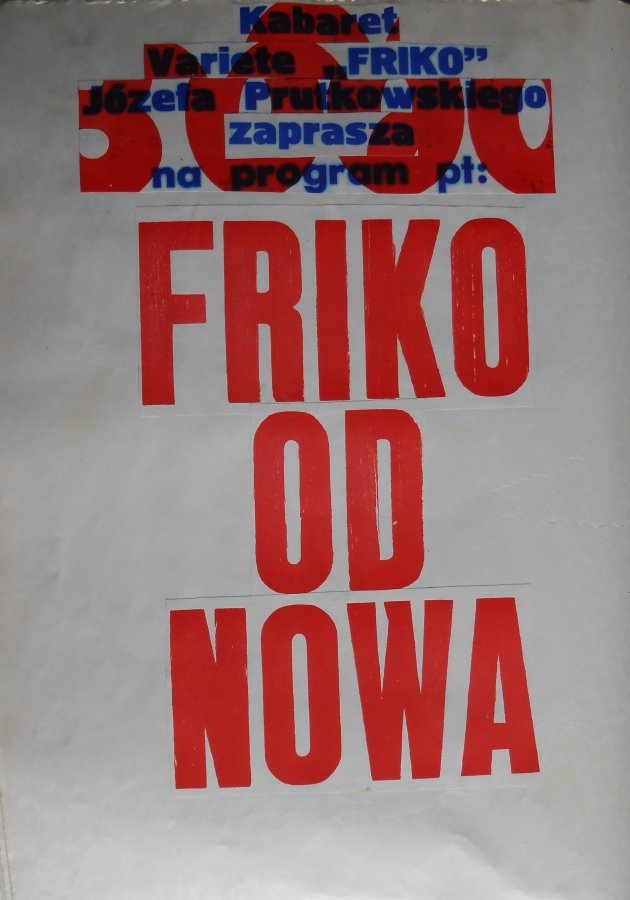 Kabaret
Variete „FRIKO”
Józefa Prutkowskiego
zaprasza
na program pt:
FRIKO
OD
NOWA